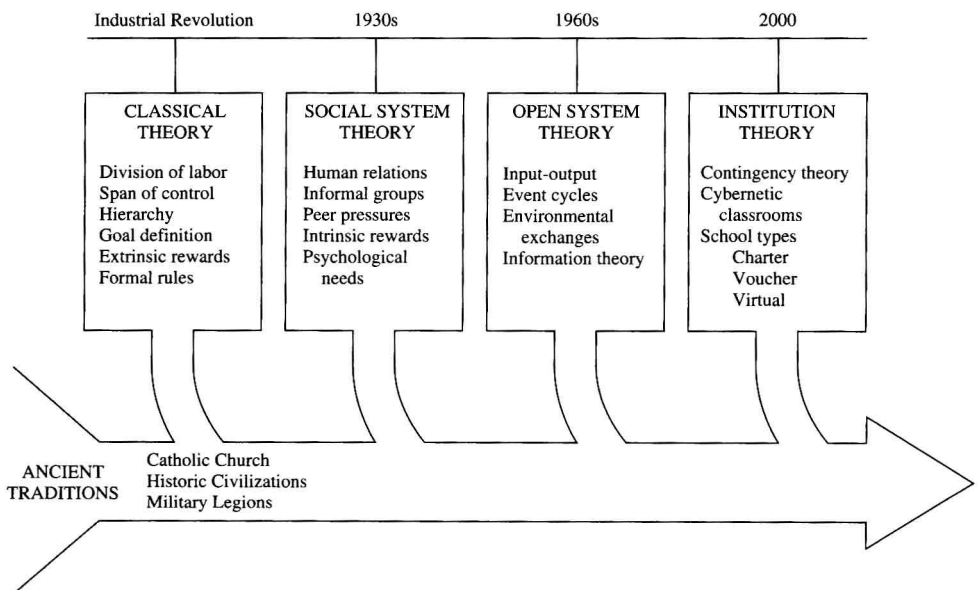 Industrial Revolution
1930s
1960s
2000
CLASSICAL
THEORY
Division of labor
Span of control
Hierarchy
Goal definition
Extrinsic rewards
Formal rules
SOCIAL SYSTEM
THEORY
Human relations
Informal groups
Peer pressures
Intrinsic rewards
Psychological
needs
OPEN SYSTEM
THEORY
Input-output
Event cycles
Environmental
exchanges
Information theory
INSTITUTION
THEORY
Contingency theory
Cybernetic
classrooms
School types
Charter
Voucher
Virtual
ANCIENT
TRADITIONS
Catholic Church
Historic Civilizations
Military Legions